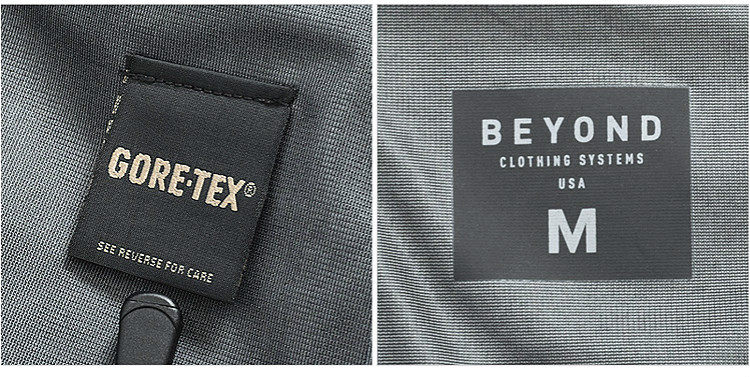 GORE-TEX®
SEE REVERSE FOR CARE
BEYOND
CLOTHING SYSTEMS
USA
M